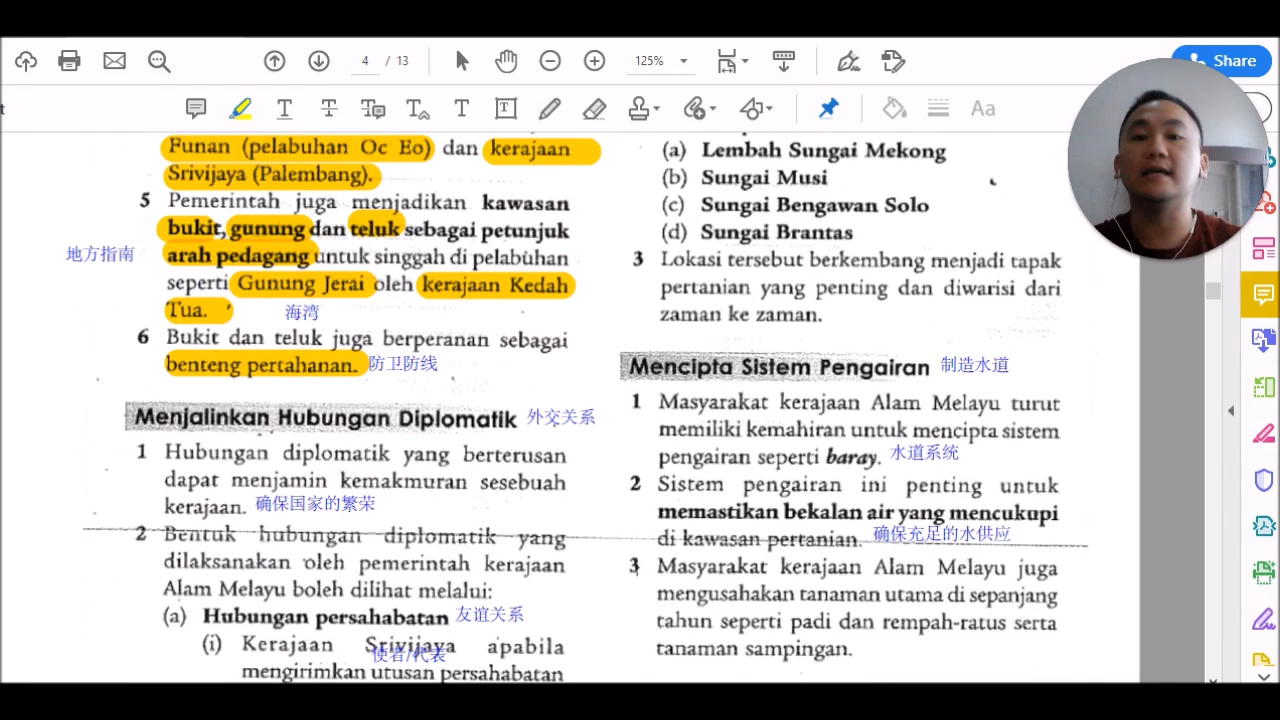 4 / 13
125%
Share
T
Aa
Funan (pelabuhan Oc Eo) dan kerajaan
Srivijaya (Palembang).
5 Pemerintah juga menjadikan kawasan
bukit, gunung dan teluk sebagai petunjuk
地方指南 arah pedagang untuk singgah di pelabuhan
seperti Gunung Jerai oleh kerajaan Kedah
Tua. 海湾
6 Bukit dan teluk juga berperanan sebagai
benteng pertahanan. 防卫防线
Menjalinkan Hubungan Diplomatik 外交关系
1 Hubungan diplomatik yang berterusan
dapat menjamin kemakmuran sesebuah
kerajaan. 确保国家的繁荣
2 Bentuk hubungan diplomatik yang
dilaksanakan oleh pemerintah kerajaan
Alam Melayu boleh dilihat melalui:
(a) Hubungan persahabatan 友谊关系
(i) Kerajaan Srivijaya apabila
使者/代表
mengirimkan utusan persahabatan
(a) Lembah Sungai Mekong
(b) Sungai Musi
(c) Sungai Bengawan Solo
(d) Sungai Brantas
3 Lokasi tersebut berkembang menjadi tapak
pertanian yang penting dan diwarisi dari
zaman ke zaman.
Mencipta Sistem Pengairan 制造水道
1 Masyarakat kerajaan Alam Melayu turut
memiliki kemahiran untuk mencipta sistem
pengairan seperti baray. 水道系统
2 Sistem pengairan ini penting untuk
memastikan bekalan air yang mencukupi
di kawasan pertanian. 确保充足的水供应
3 Masyarakat kerajaan Alam Melayu juga
mengusahakan tanaman utama di sepanjang
tahun seperti padi dan rempah-ratus serta
tanaman sampingan.